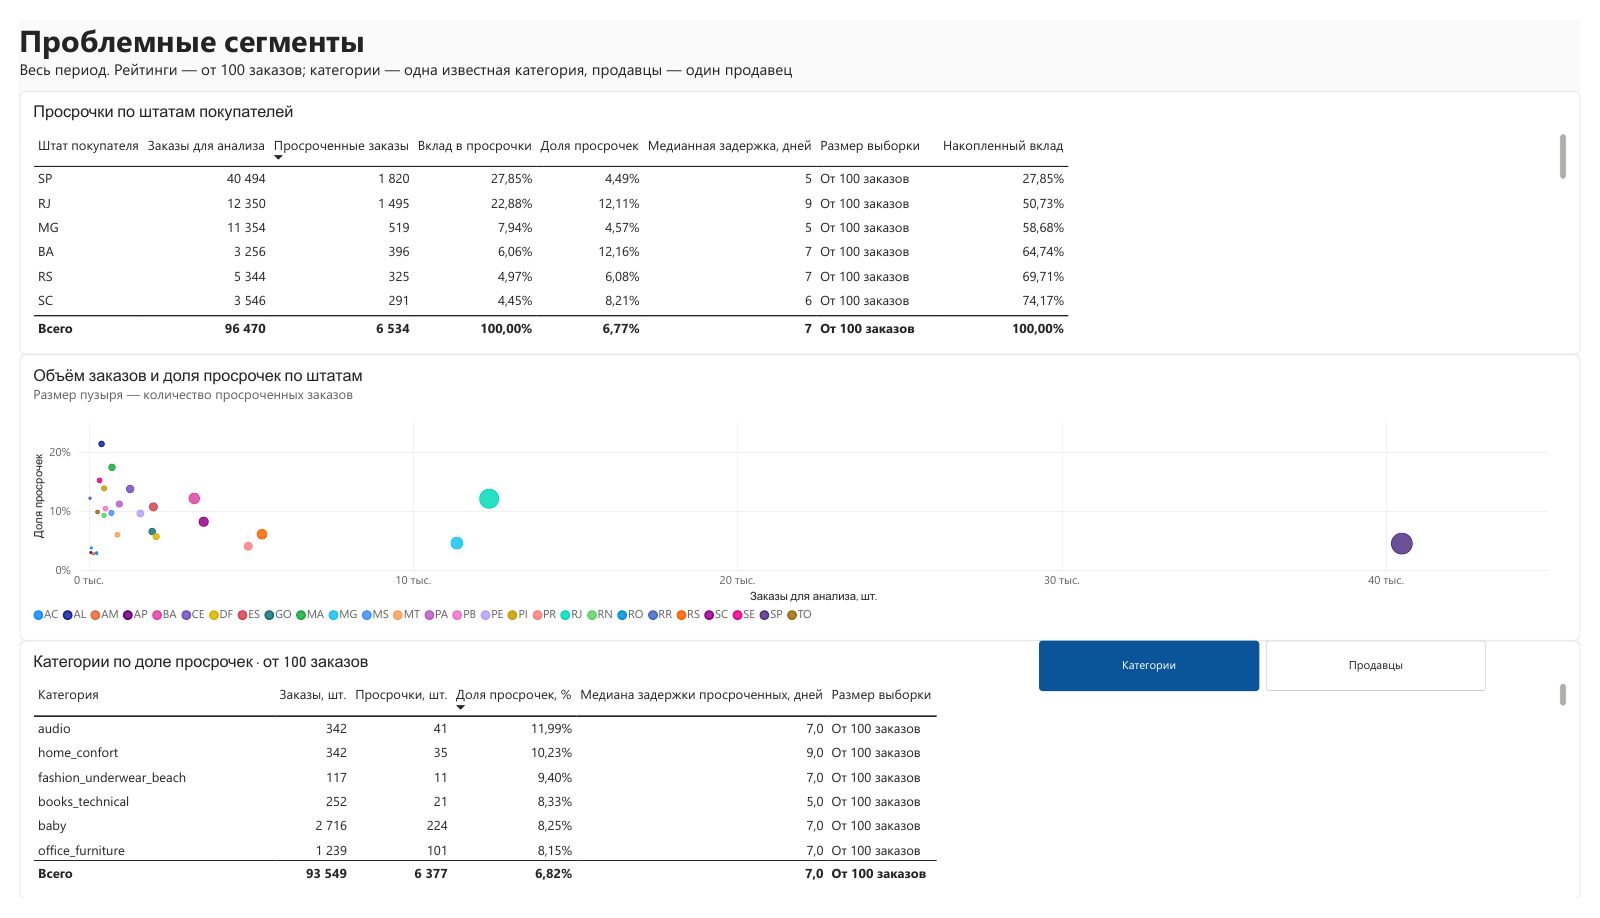 Проблемные сегменты
Весь период. Рейтинги — от 100 заказов; категории — одна известная категория, продавцы — один продавец
Просрочки по штатам покупателей
Штат покупателя Заказы для анализа Просроченные заказы Вклад в просрочки Доля просрочек Медианная задержка, дней Размер выборки Накопленный вклад
SP 40 494 1 820 27,85% 4,49% 5 От 100 заказов 27,85%
RJ 12 350 1 495 22,88% 12,11% 9 От 100 заказов 50,73%
MG 11 354 519 7,94% 4,57% 5 От 100 заказов 58,68%
BA 3 256 396 6,06% 12,16% 7 От 100 заказов 64,74%
RS 5 344 325 4,97% 6,08% 7 От 100 заказов 69,71%
SC 3 546 291 4,45% 8,21% 6 От 100 заказов 74,17%
Всего 96 470 6 534 100,00% 6,77% 7 От 100 заказов 100,00%
Объём заказов и доля просрочек по штатам
Размер пузыря — количество просроченных заказов
Доля просрочек
20%
10%
0%
0 тыс. 10 тыс. 20 тыс. 30 тыс. 40 тыс.
Заказы для анализа, шт.
AC AL AM AP BA CE DF ES GO MA MG MS MT PA PB PE PI PR RJ RN RO RR RS SC SE SP TO
Категории по доле просрочек · от 100 заказов
Категории Продавцы
Категория Заказы, шт. Просрочки, шт. Доля просрочек, % Медиана задержки просроченных, дней Размер выборки
audio 342 41 11,99% 7,0 От 100 заказов
home_confort 342 35 10,23% 9,0 От 100 заказов
fashion_underwear_beach 117 11 9,40% 7,0 От 100 заказов
books_technical 252 21 8,33% 5,0 От 100 заказов
baby 2 716 224 8,25% 7,0 От 100 заказов
office_furniture 1 239 101 8,15% 7,0 От 100 заказов
Всего 93 549 6 377 6,82% 7,0 От 100 заказов